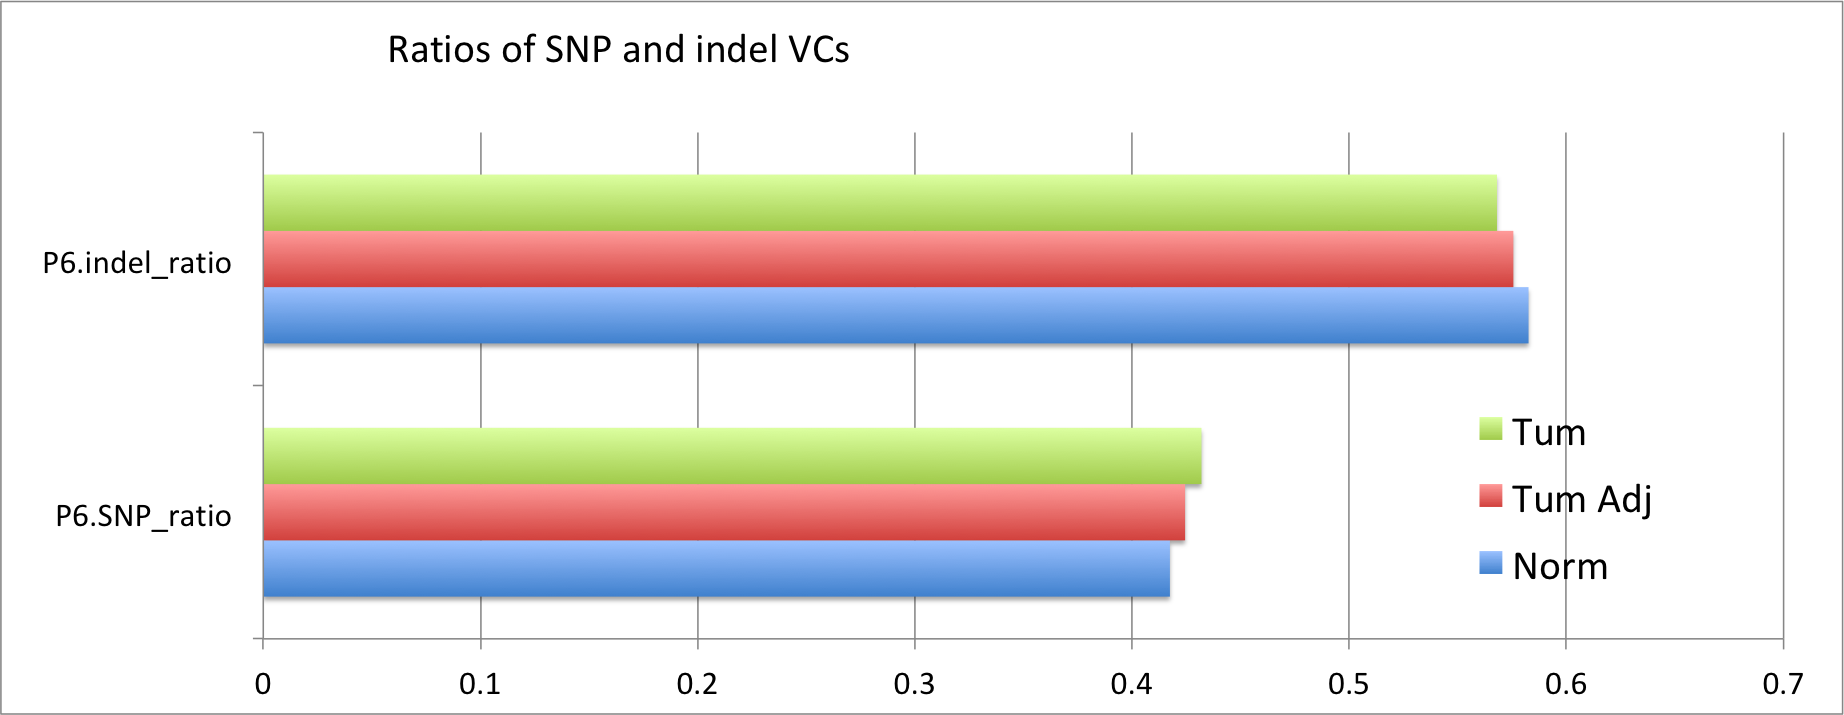 Ratios of SNP and indel VCs
P6.indel_ratio
P6.SNP_ratio
Tum
Tum Adj
Norm
0 0.1 0.2 0.3 0.4 0.5 0.6 0.7